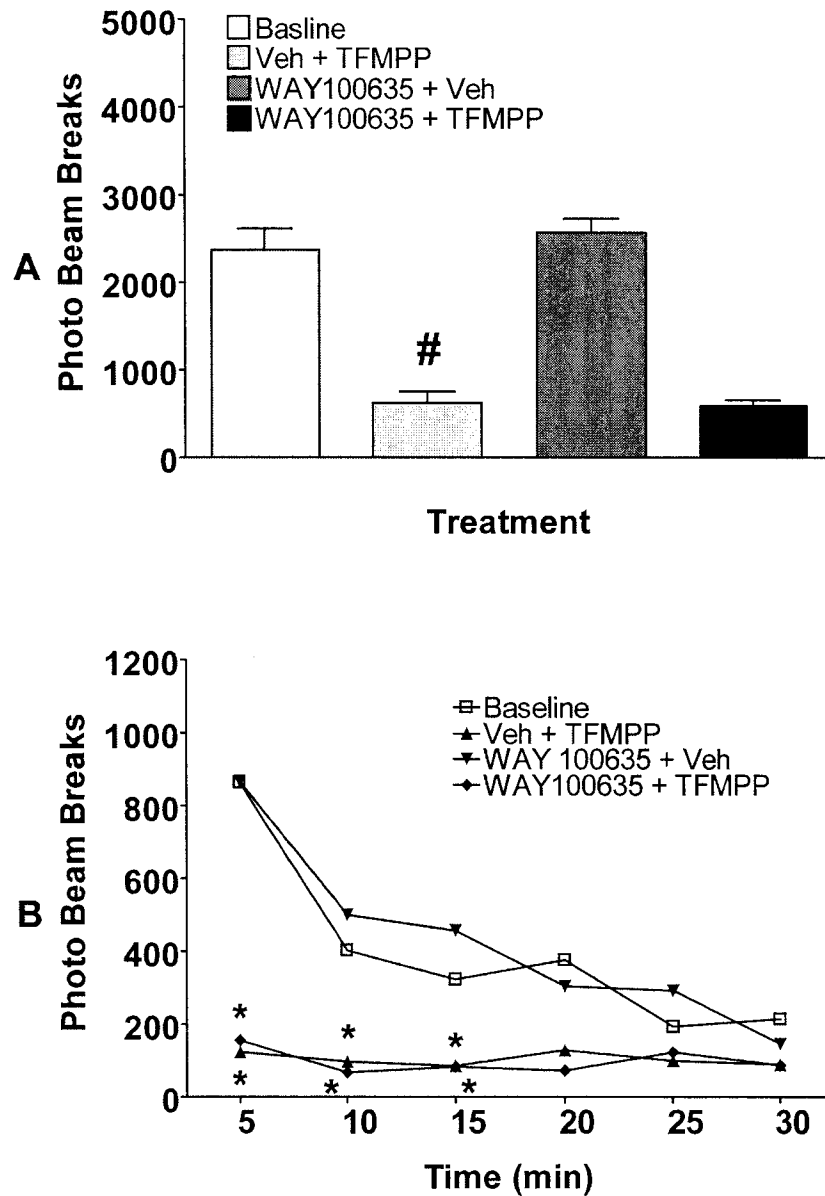 A
Photo Beam Breaks
5000
4000
3000
2000
1000
0
Basline
Veh + TFMPP
WAY100635 + Veh
WAY100635 + TFMPP
#
Treatment
B
Photo Beam Breaks
1200
1000
800
600
400
200
0
Baseline
Veh + TFMPP
WAY 100635 + Veh
WAY100635 + TFMPP
* * *
* * *
5 10 15 20 25 30
Time (min)